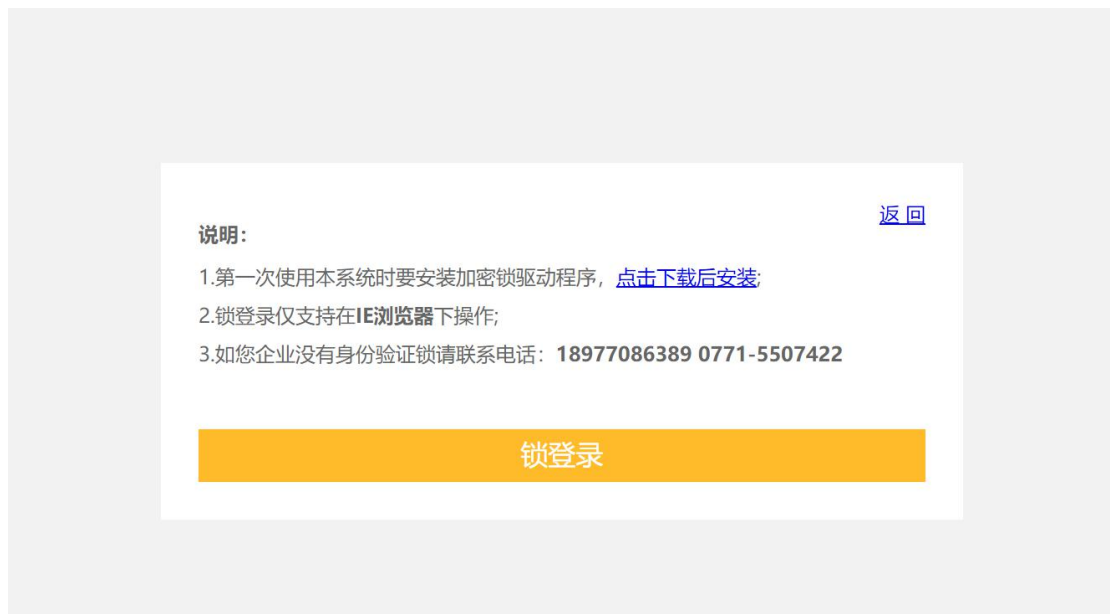 返 回
说明：
1.第一次使用本系统时要安装加密锁驱动程序，点击下载后安装;
2.锁登录仅支持在IE浏览器下操作;
3.如您企业没有身份验证锁请联系电话：18977086389 0771-5507422
锁登录